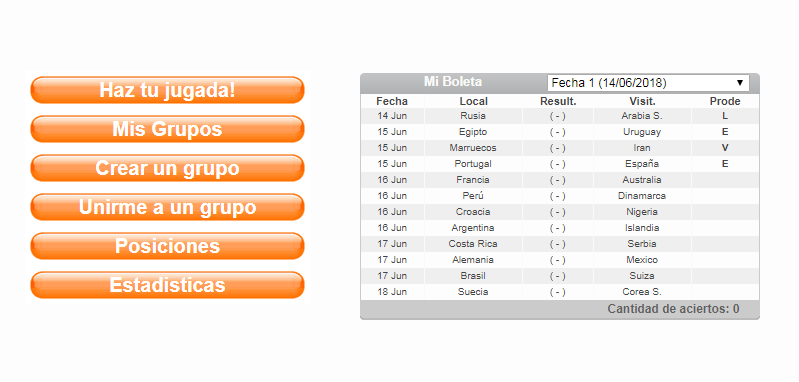 Haz tu jugada!
Mis Grupos
Crear un grupo
Unirme a un grupo
Posiciones
Estadisticas
Mi Boleta Fecha 1 (14/06/2018)
Fecha Local Result. Visit. Prode
14 Jun Rusia ( - ) Arabia S. L
15 Jun Egipto ( - ) Uruguay E
15 Jun Marruecos ( - ) Iran V
15 Jun Portugal ( - ) España E
16 Jun Francia ( - ) Australia
16 Jun Perú ( - ) Dinamarca
16 Jun Croacia ( - ) Nigeria
16 Jun Argentina ( - ) Islandia
17 Jun Costa Rica ( - ) Serbia
17 Jun Alemania ( - ) Mexico
17 Jun Brasil ( - ) Suiza
18 Jun Suecia ( - ) Corea S.
Cantidad de aciertos: 0